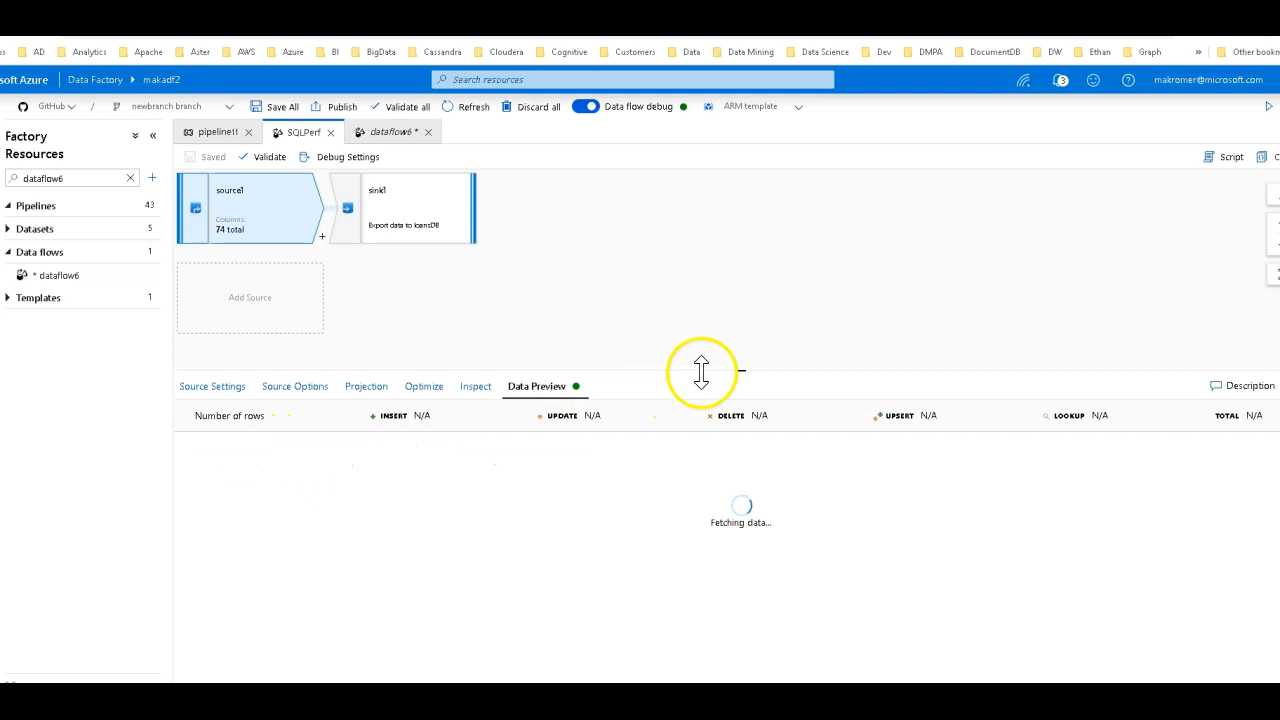 os AD Analytics Apache Aster AWS Azure BI BigData Cassandra Cloudera Cognitive Customers Data Data Mining Data Science Dev DMPA DocumentDB DW Ethan Graph » Other bookm
soft Azure Data Factory makadf2 Search resources 3 makromer@microsoft.com
GitHub / newbranch branch Save All Publish Validate all Refresh Discard all Data flow debug ARM template
Factory Resources « pipeline11 SQLPerf dataflow6 *
Saved Validate Debug Settings Script C
dataflow6
Pipelines 43
Datasets 5
Data flows 1
* dataflow6
Templates 1
source1
Columns:
74 total
+
sink1
Export data to loansDB
Add Source
Source Settings Source Options Projection Optimize Inspect Data Preview Description
Number of rows INSERT N/A UPDATE N/A DELETE N/A UPSERT N/A LOOKUP N/A TOTAL N/A
Fetching data...